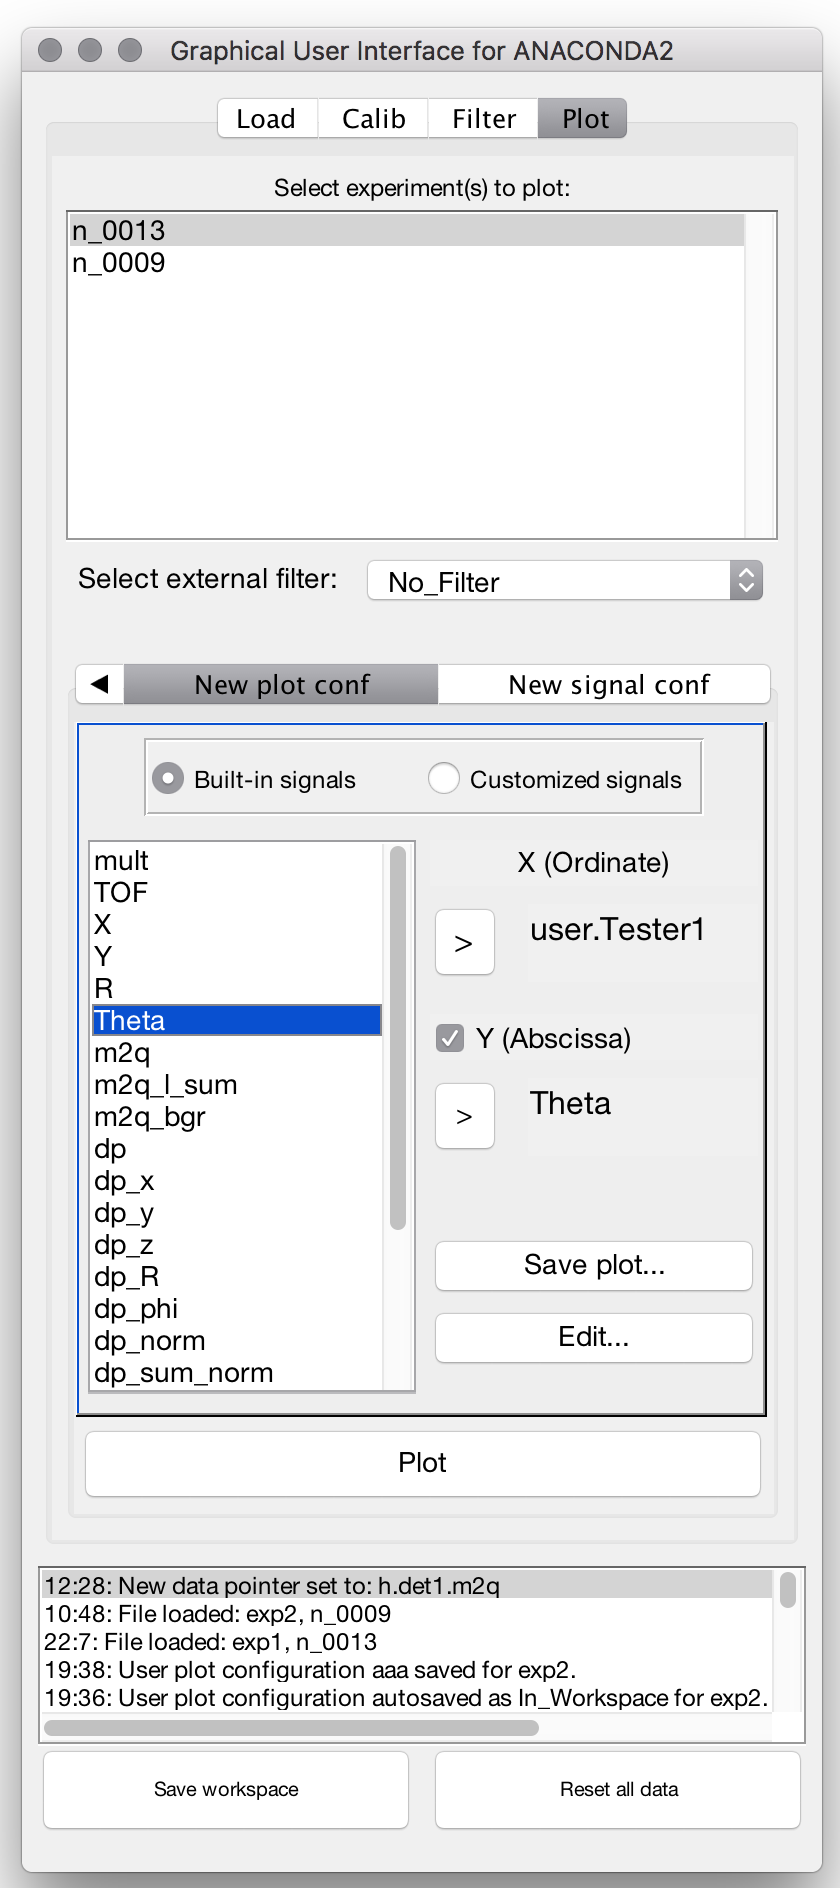 Graphical User Interface for ANACONDA2
Load Calib Filter Plot
Select experiment(s) to plot:
n_0013
n_0009
Select external filter: No_Filter
New plot conf New signal conf
Built-in signals Customized signals
mult
TOF
X
Y
R
Theta
m2q
m2q_l_sum
m2q_bgr
dp
dp_x
dp_y
dp_z
dp_R
dp_phi
dp_norm
dp_sum_norm
X (Ordinate)
> user.Tester1
Y (Abscissa)
> Theta
Save plot...
Edit...
Plot
12:28: New data pointer set to: h.det1.m2q
10:48: File loaded: exp2, n_0009
22:7: File loaded: exp1, n_0013
19:38: User plot configuration aaa saved for exp2.
19:36: User plot configuration autosaved as In_Workspace for exp2.
Save workspace Reset all data